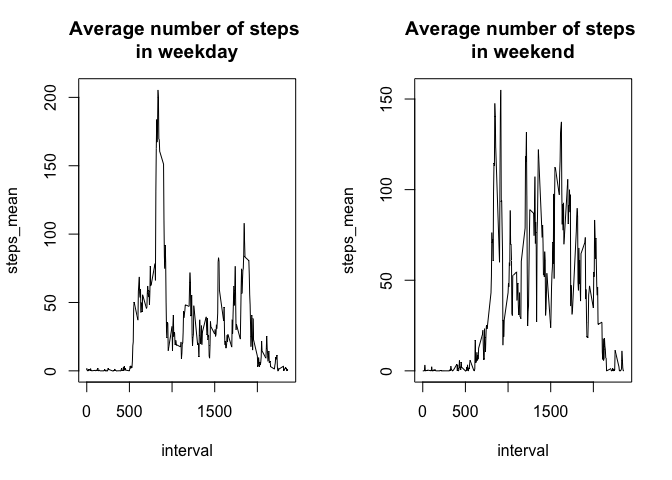 Average number of steps
in weekday
steps_mean
200
150
100
50
0
0 500 1500
interval
Average number of steps
in weekend
steps_mean
150
100
50
0
0 500 1500
interval